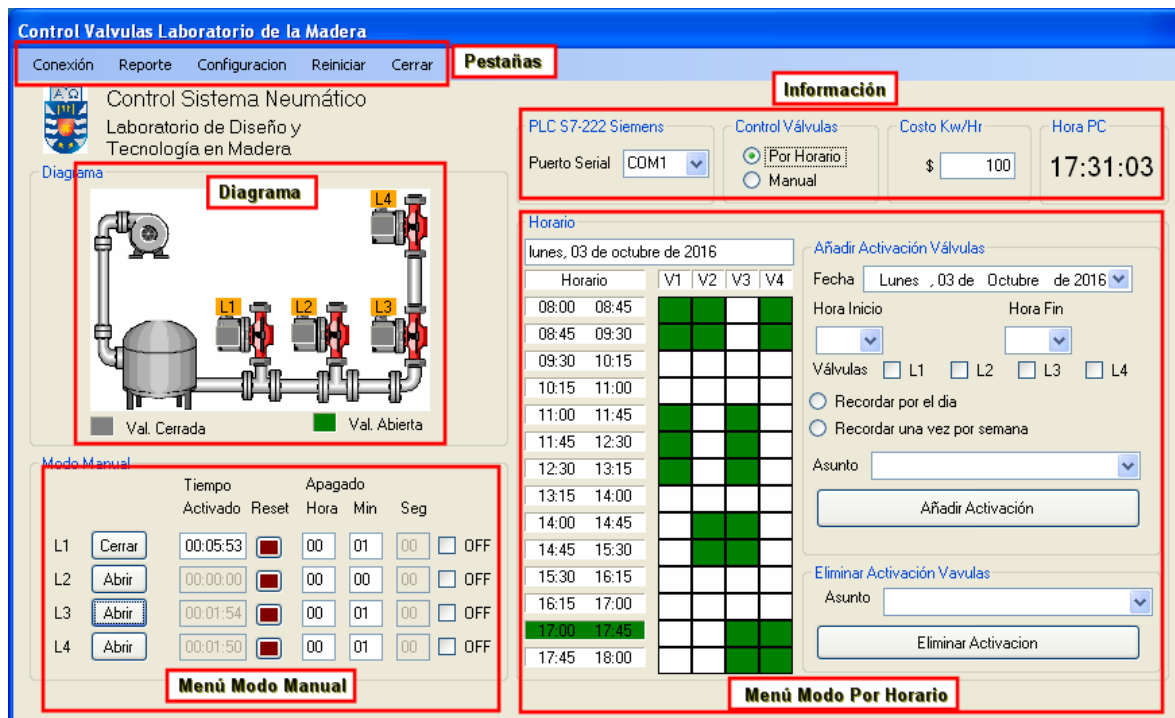 Control Valvulas Laboratorio de la Madera
Conexión Reporte Configuracion Reiniciar Cerrar
Pestañas
Control Sistema Neumático
Laboratorio de Diseño y
Tecnología en Madera
Información
PLC S7-222 Siemens
Puerto Serial COM1
Control Válvulas
Por Horario
Manual
Costo Kw/Hr
$ 100
Hora PC
17:31:03
Diagrama
Diagrama
L4
L1 L2 L3
Val. Cerrada Val. Abierta
Modo Manual
Tiempo Apagado
Activado Reset Hora Min Seg
L1 Cerrar 00:05:53 00 01 00 OFF
L2 Abrir 00:00:00 00 00 00 OFF
L3 Abrir 00:01:54 00 01 00 OFF
L4 Abrir 00:01:50 00 01 00 OFF
Menú Modo Manual
Horario
lunes, 03 de octubre de 2016
Horario V1 V2 V3 V4
08:00 08:45
08:45 09:30
09:30 10:15
10:15 11:00
11:00 11:45
11:45 12:30
12:30 13:15
13:15 14:00
14:00 14:45
14:45 15:30
15:30 16:15
16:15 17:00
17:00 17:45
17:45 18:00
Añadir Activación Válvulas
Fecha Lunes , 03 de Octubre de 2016
Hora Inicio Hora Fin
Válvulas L1 L2 L3 L4
Recordar por el dia
Recordar una vez por semana
Asunto
Añadir Activación
Eliminar Activación Vavulas
Asunto
Eliminar Activacion
Menú Modo Por Horario